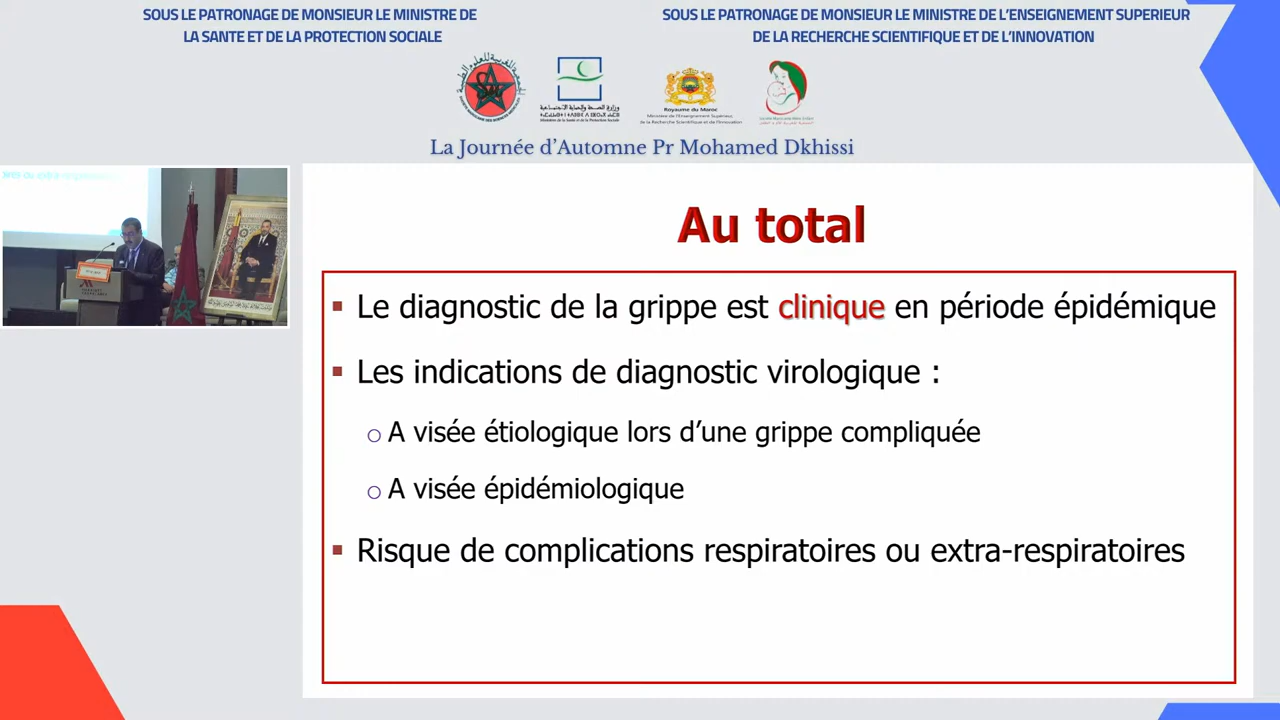 SOUS LE PATRONAGE DE MONSIEUR LE MINISTRE DE
LA SANTE ET DE LA PROTECTION SOCIALE
SOUS LE PATRONAGE DE MONSIEUR LE MINISTRE DE L'ENSEIGNEMENT SUPERIEUR
DE LA RECHERCHE SCIENTIFIQUE ET DE L'INNOVATION
Royaume du Maroc
La Journée d'Automne Pr Mohamed Dkhissi
Au total
▪ Le diagnostic de la grippe est clinique en période épidémique
▪ Les indications de diagnostic virologique :
o A visée étiologique lors d’une grippe compliquée
o A visée épidémiologique
▪ Risque de complications respiratoires ou extra-respiratoires